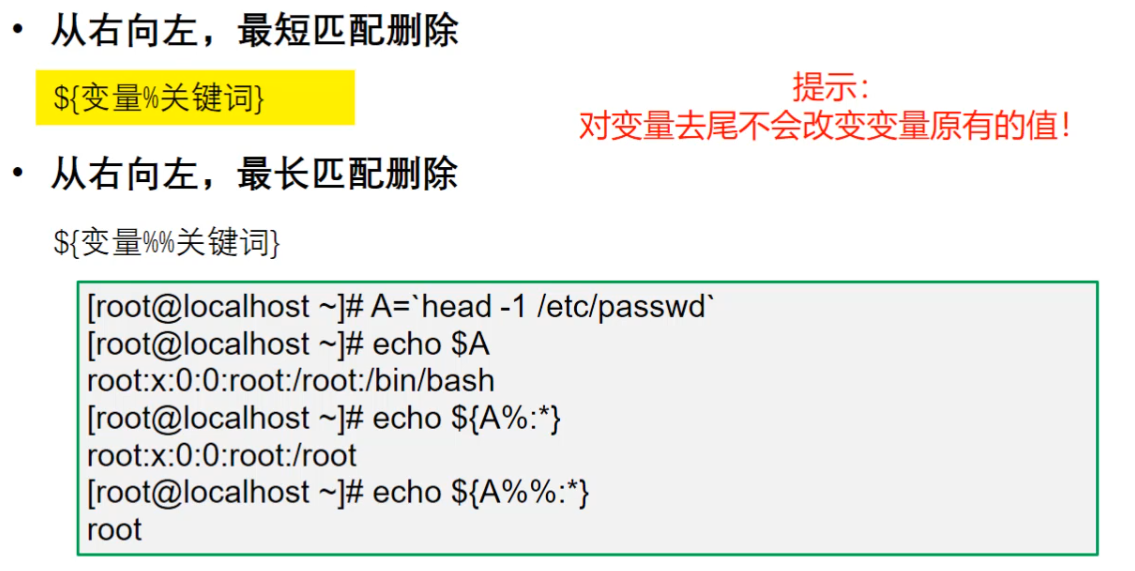 • 从右向左，最短匹配删除
${变量%关键词}
提示：
对变量去尾不会改变变量原有的值！
• 从右向左，最长匹配删除
${变量%%关键词}
[root@localhost ~]# A=`head -1 /etc/passwd`
[root@localhost ~]# echo $A
root:x:0:0:root:/root:/bin/bash
[root@localhost ~]# echo ${A%:*}
root:x:0:0:root:/root
[root@localhost ~]# echo ${A%%:*}
root